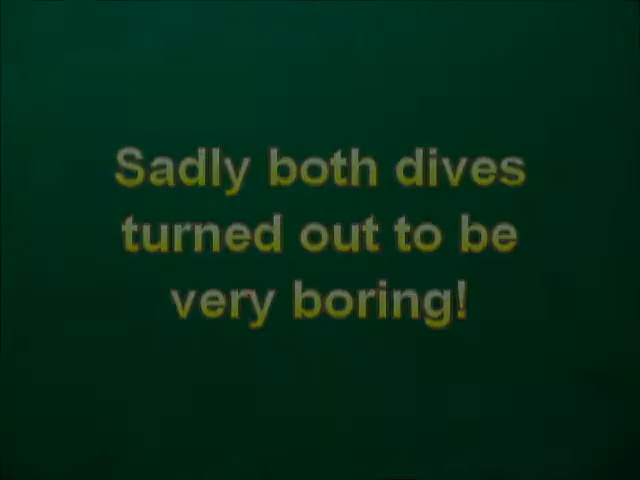 Sadly both dives
turned out to be
very boring!